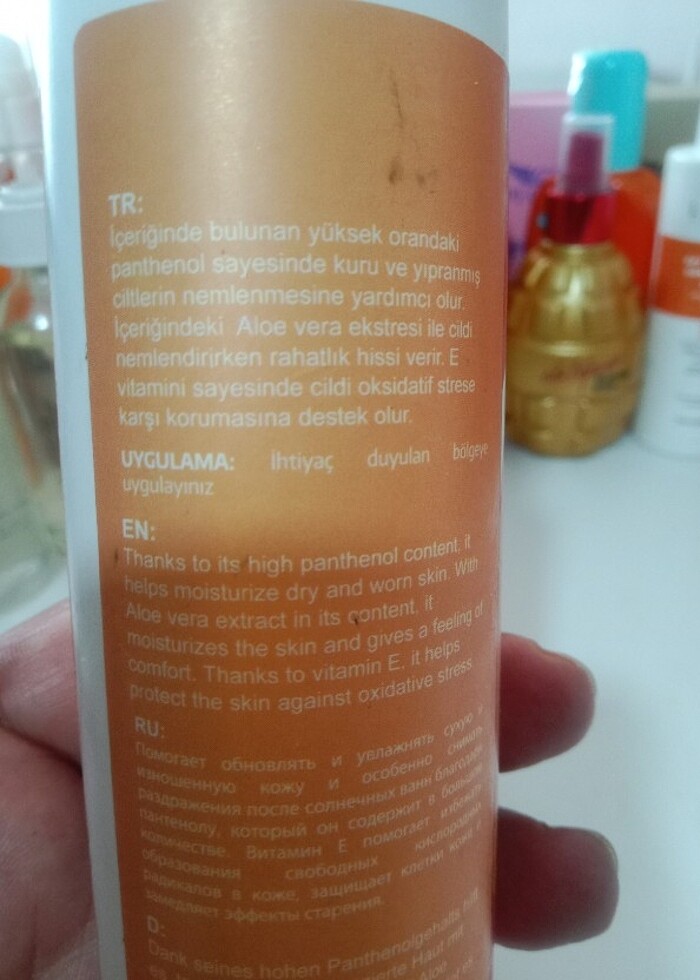 TR:
İçeriğinde bulunan yüksek orandaki
panthenol sayesinde kuru ve yıpranmış
ciltlerin nemlenmesine yardımcı olur.
İçeriğindeki Aloe vera ekstresi ile cildi
nemlendirirken rahatlık hissi verir. E
vitamini sayesinde cildi oksidatif strese
karşı korumasına destek olur.
UYGULAMA: ihtiyaç duyulan bölgeye
uygulayınız
EN:
Thanks to its high panthenol content, it
helps moisturize dry and worn skin. With
Aloe vera extract in its content, it
moisturizes the skin and gives a feeling of
comfort. Thanks to vitamin E, it helps
protect the skin against oxidative stress
RU:
Помогает обновлять и увлажнять сухую и
изношенную кожу и особенно снимать
раздражения после солнечных ванн благодаря
пантенолу, который он содержит в большом
количестве. Витамин Е помогает избежать
образования свободных кислородных
радикалов в коже, защищает клетки кожи и
замедляет эффекты старения.
D:
Dank seines hohen Panthenolgehalts hilft
Haut mit
Aloe